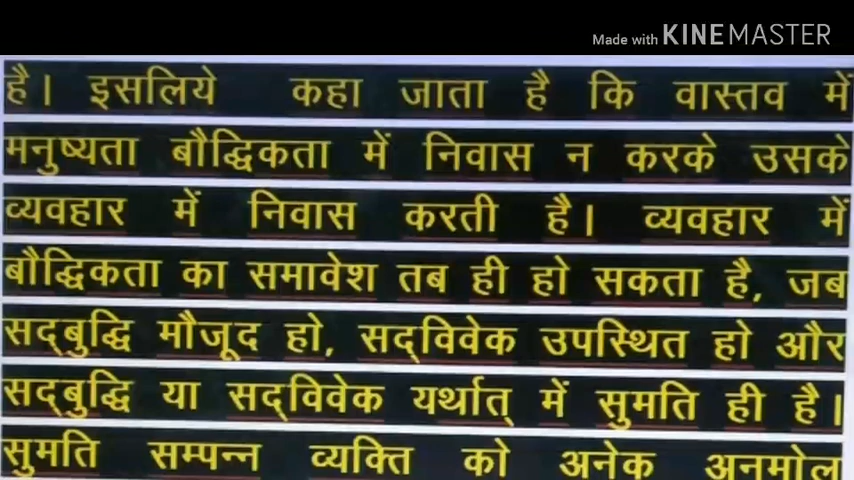 Made with KINEMASTER
है। इसलिये कहा जाता है कि वास्तव में
मनुष्यता बौद्धिकता में निवास न करके उसके
व्यवहार में निवास करती है। व्यवहार में
बौद्धिकता का समावेश तब ही हो सकता है, जब
सद्बुद्धि मौजूद हो, सद्विवेक उपस्थित हो और
सद्बुद्धि या सद्विवेक यर्थात् में सुमति ही है।
सुमति सम्पन्न व्यक्ति को अनेक अनमोल